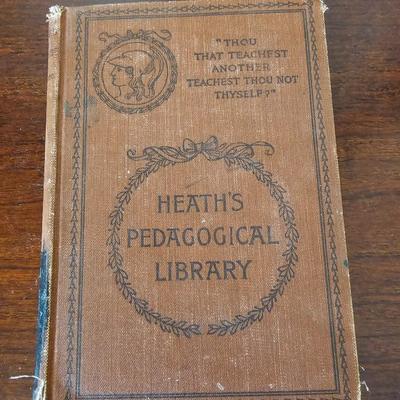 "THOU
THAT TEACHEST
ANOTHER
TEACHEST THOU NOT
THYSELF?"
HEATH'S
PEDAGOGICAL
LIBRARY